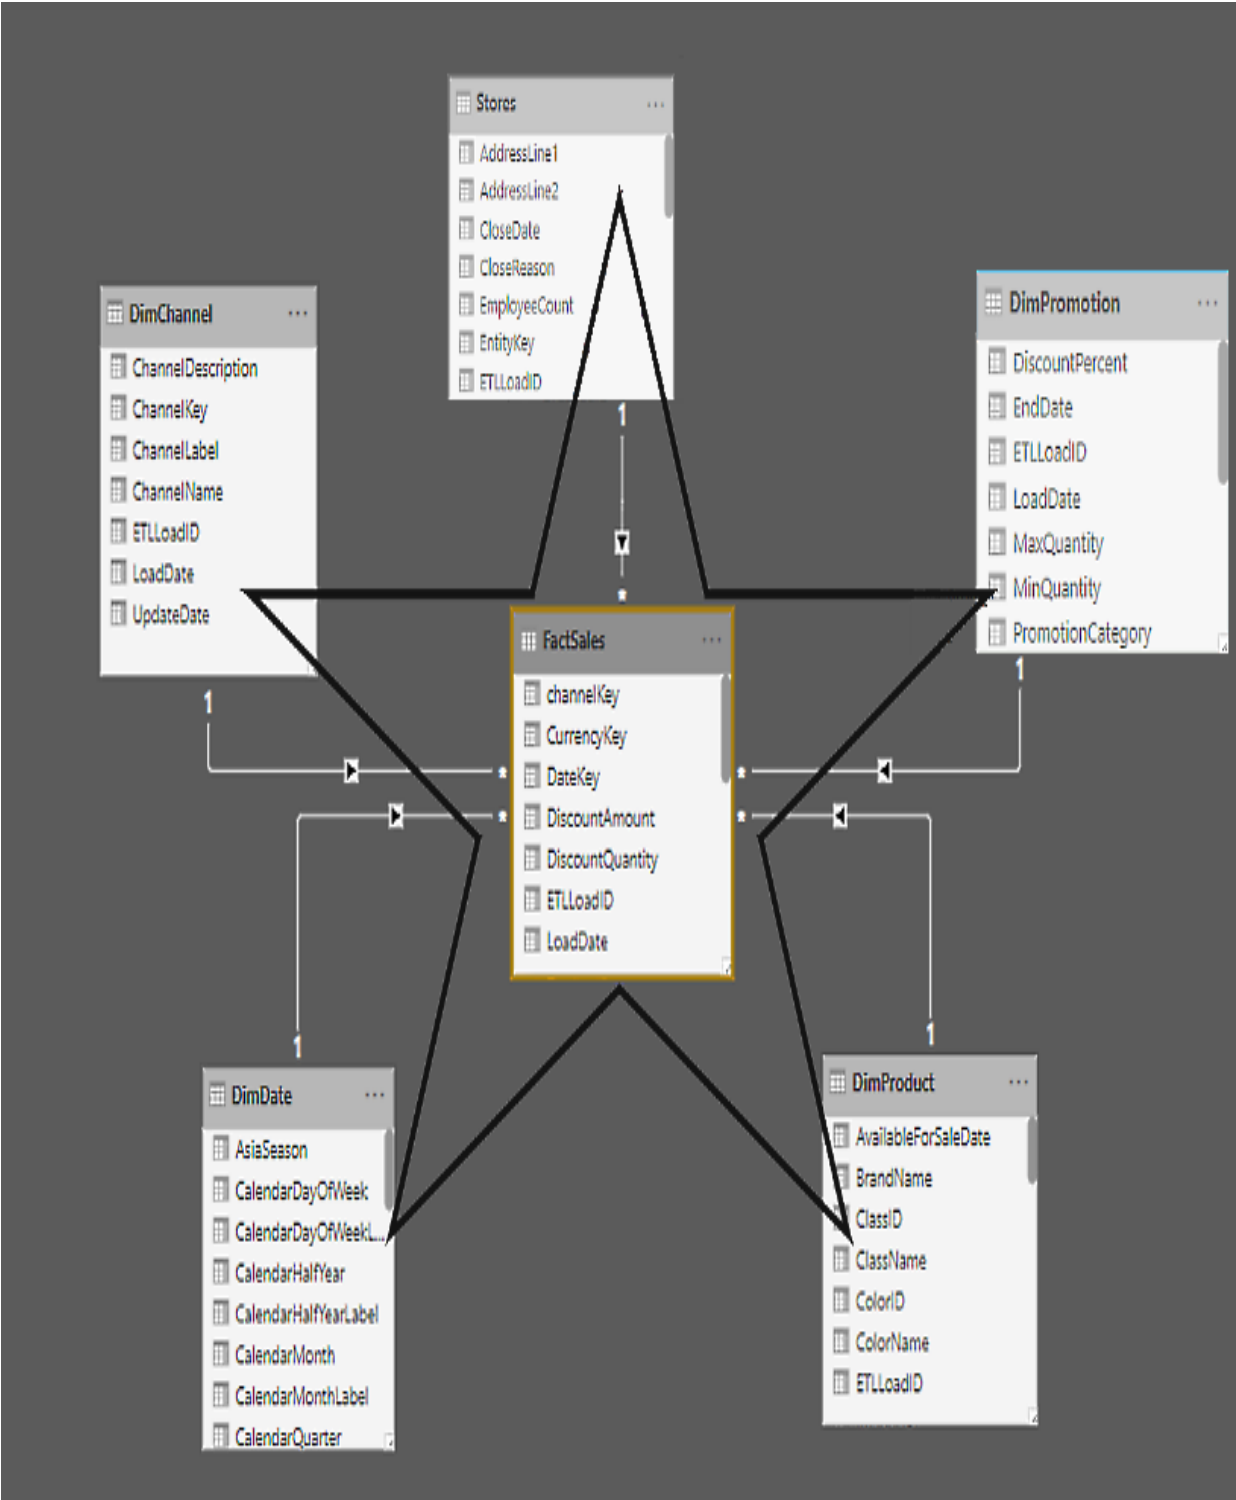 Stores
AddressLine1
AddressLine2
CloseDate
CloseReason
EmployeeCount
EntityKey
ETLLoadID
1
*
DimChannel
ChannelDescription
ChannelKey
ChannelLabel
ChannelName
ETLLoadID
LoadDate
UpdateDate
1
*
DimPromotion
DiscountPercent
EndDate
ETLLoadID
LoadDate
MaxQuantity
MinQuantity
PromotionCategory
1
*
FactSales
channelKey
CurrencyKey
DateKey
DiscountAmount
DiscountQuantity
ETLLoadID
LoadDate
*
1
DimDate
AsiaSeason
CalendarDayOfWeek
CalendarDayOfWeekL...
CalendarHalfYear
CalendarHalfYearLabel
CalendarMonth
CalendarMonthLabel
CalendarQuarter
*
1
DimProduct
AvailableForSaleDate
BrandName
ClassID
ClassName
ColorID
ColorName
ETLLoadID